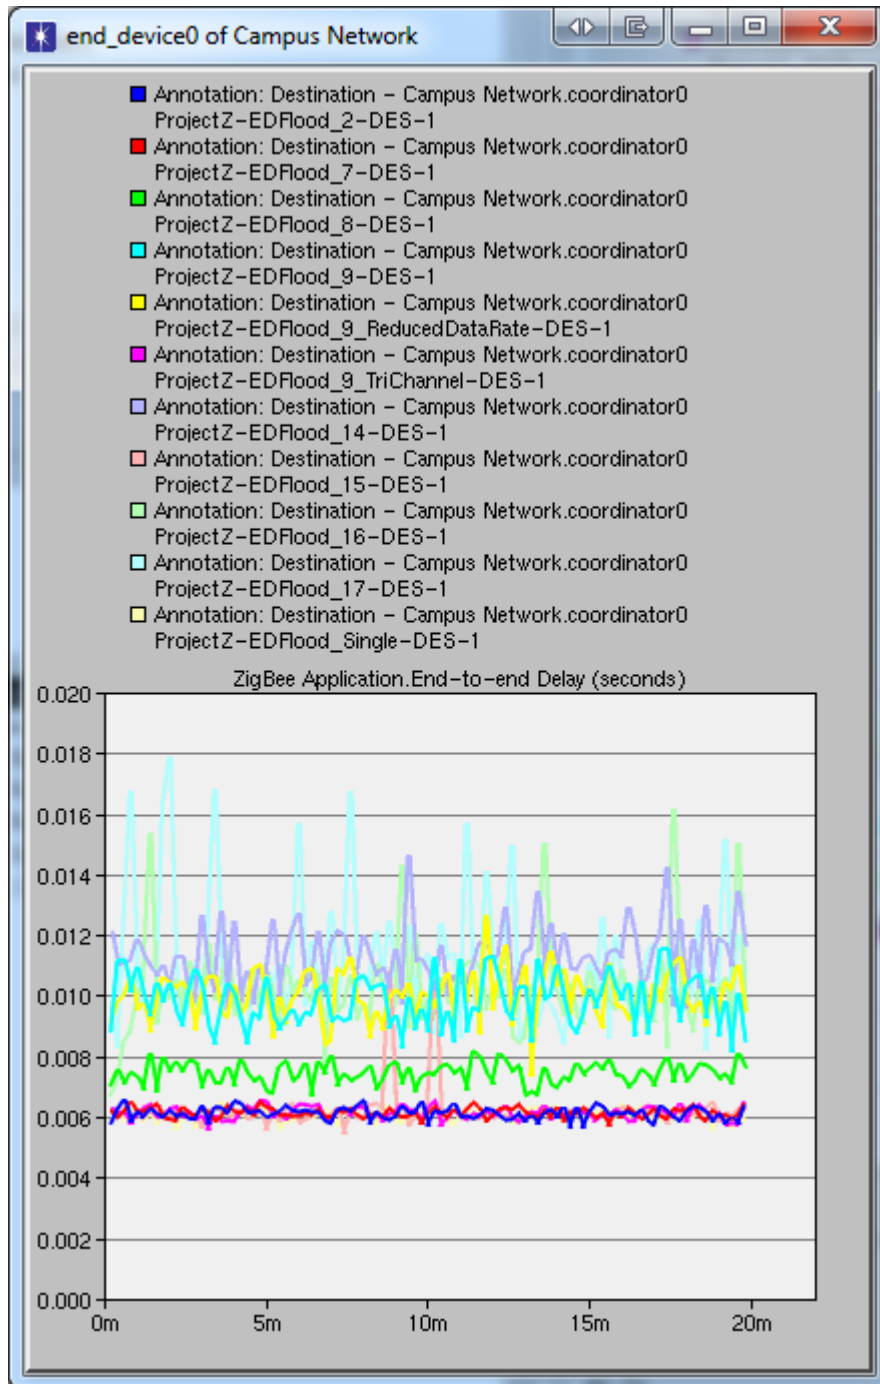 end_device0 of Campus Network
Annotation: Destination - Campus Network.coordinator0
ProjectZ-EDFlood_2-DES-1
Annotation: Destination - Campus Network.coordinator0
ProjectZ-EDFlood_7-DES-1
Annotation: Destination - Campus Network.coordinator0
ProjectZ-EDFlood_8-DES-1
Annotation: Destination - Campus Network.coordinator0
ProjectZ-EDFlood_9-DES-1
Annotation: Destination - Campus Network.coordinator0
ProjectZ-EDFlood_9_ReducedDataRate-DES-1
Annotation: Destination - Campus Network.coordinator0
ProjectZ-EDFlood_9_TriChannel-DES-1
Annotation: Destination - Campus Network.coordinator0
ProjectZ-EDFlood_14-DES-1
Annotation: Destination - Campus Network.coordinator0
ProjectZ-EDFlood_15-DES-1
Annotation: Destination - Campus Network.coordinator0
ProjectZ-EDFlood_16-DES-1
Annotation: Destination - Campus Network.coordinator0
ProjectZ-EDFlood_17-DES-1
Annotation: Destination - Campus Network.coordinator0
ProjectZ-EDFlood_Single-DES-1
ZigBee Application.End-to-end Delay (seconds)
0.020
0.018
0.016
0.014
0.012
0.010
0.008
0.006
0.004
0.002
0.000
0m 5m 10m 15m 20m